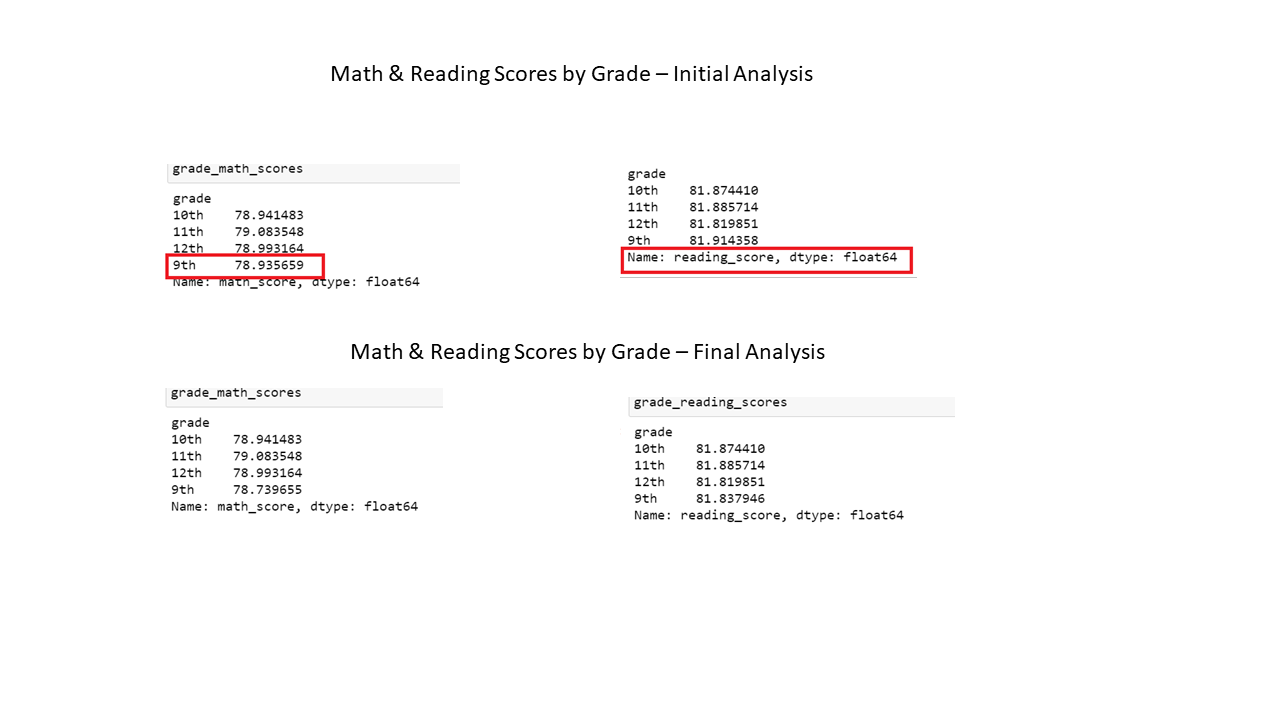 Math & Reading Scores by Grade – Initial Analysis
grade_math_scores
grade
10th 78.941483
11th 79.083548
12th 78.993164
9th 78.935659
Name: math_score, dtype: float64
grade
10th 81.874410
11th 81.885714
12th 81.819851
9th 81.914358
Name: reading_score, dtype: float64
Math & Reading Scores by Grade – Final Analysis
grade_math_scores
grade
10th 78.941483
11th 79.083548
12th 78.993164
9th 78.739655
Name: math_score, dtype: float64
grade_reading_scores
grade
10th 81.874410
11th 81.885714
12th 81.819851
9th 81.837946
Name: reading_score, dtype: float64